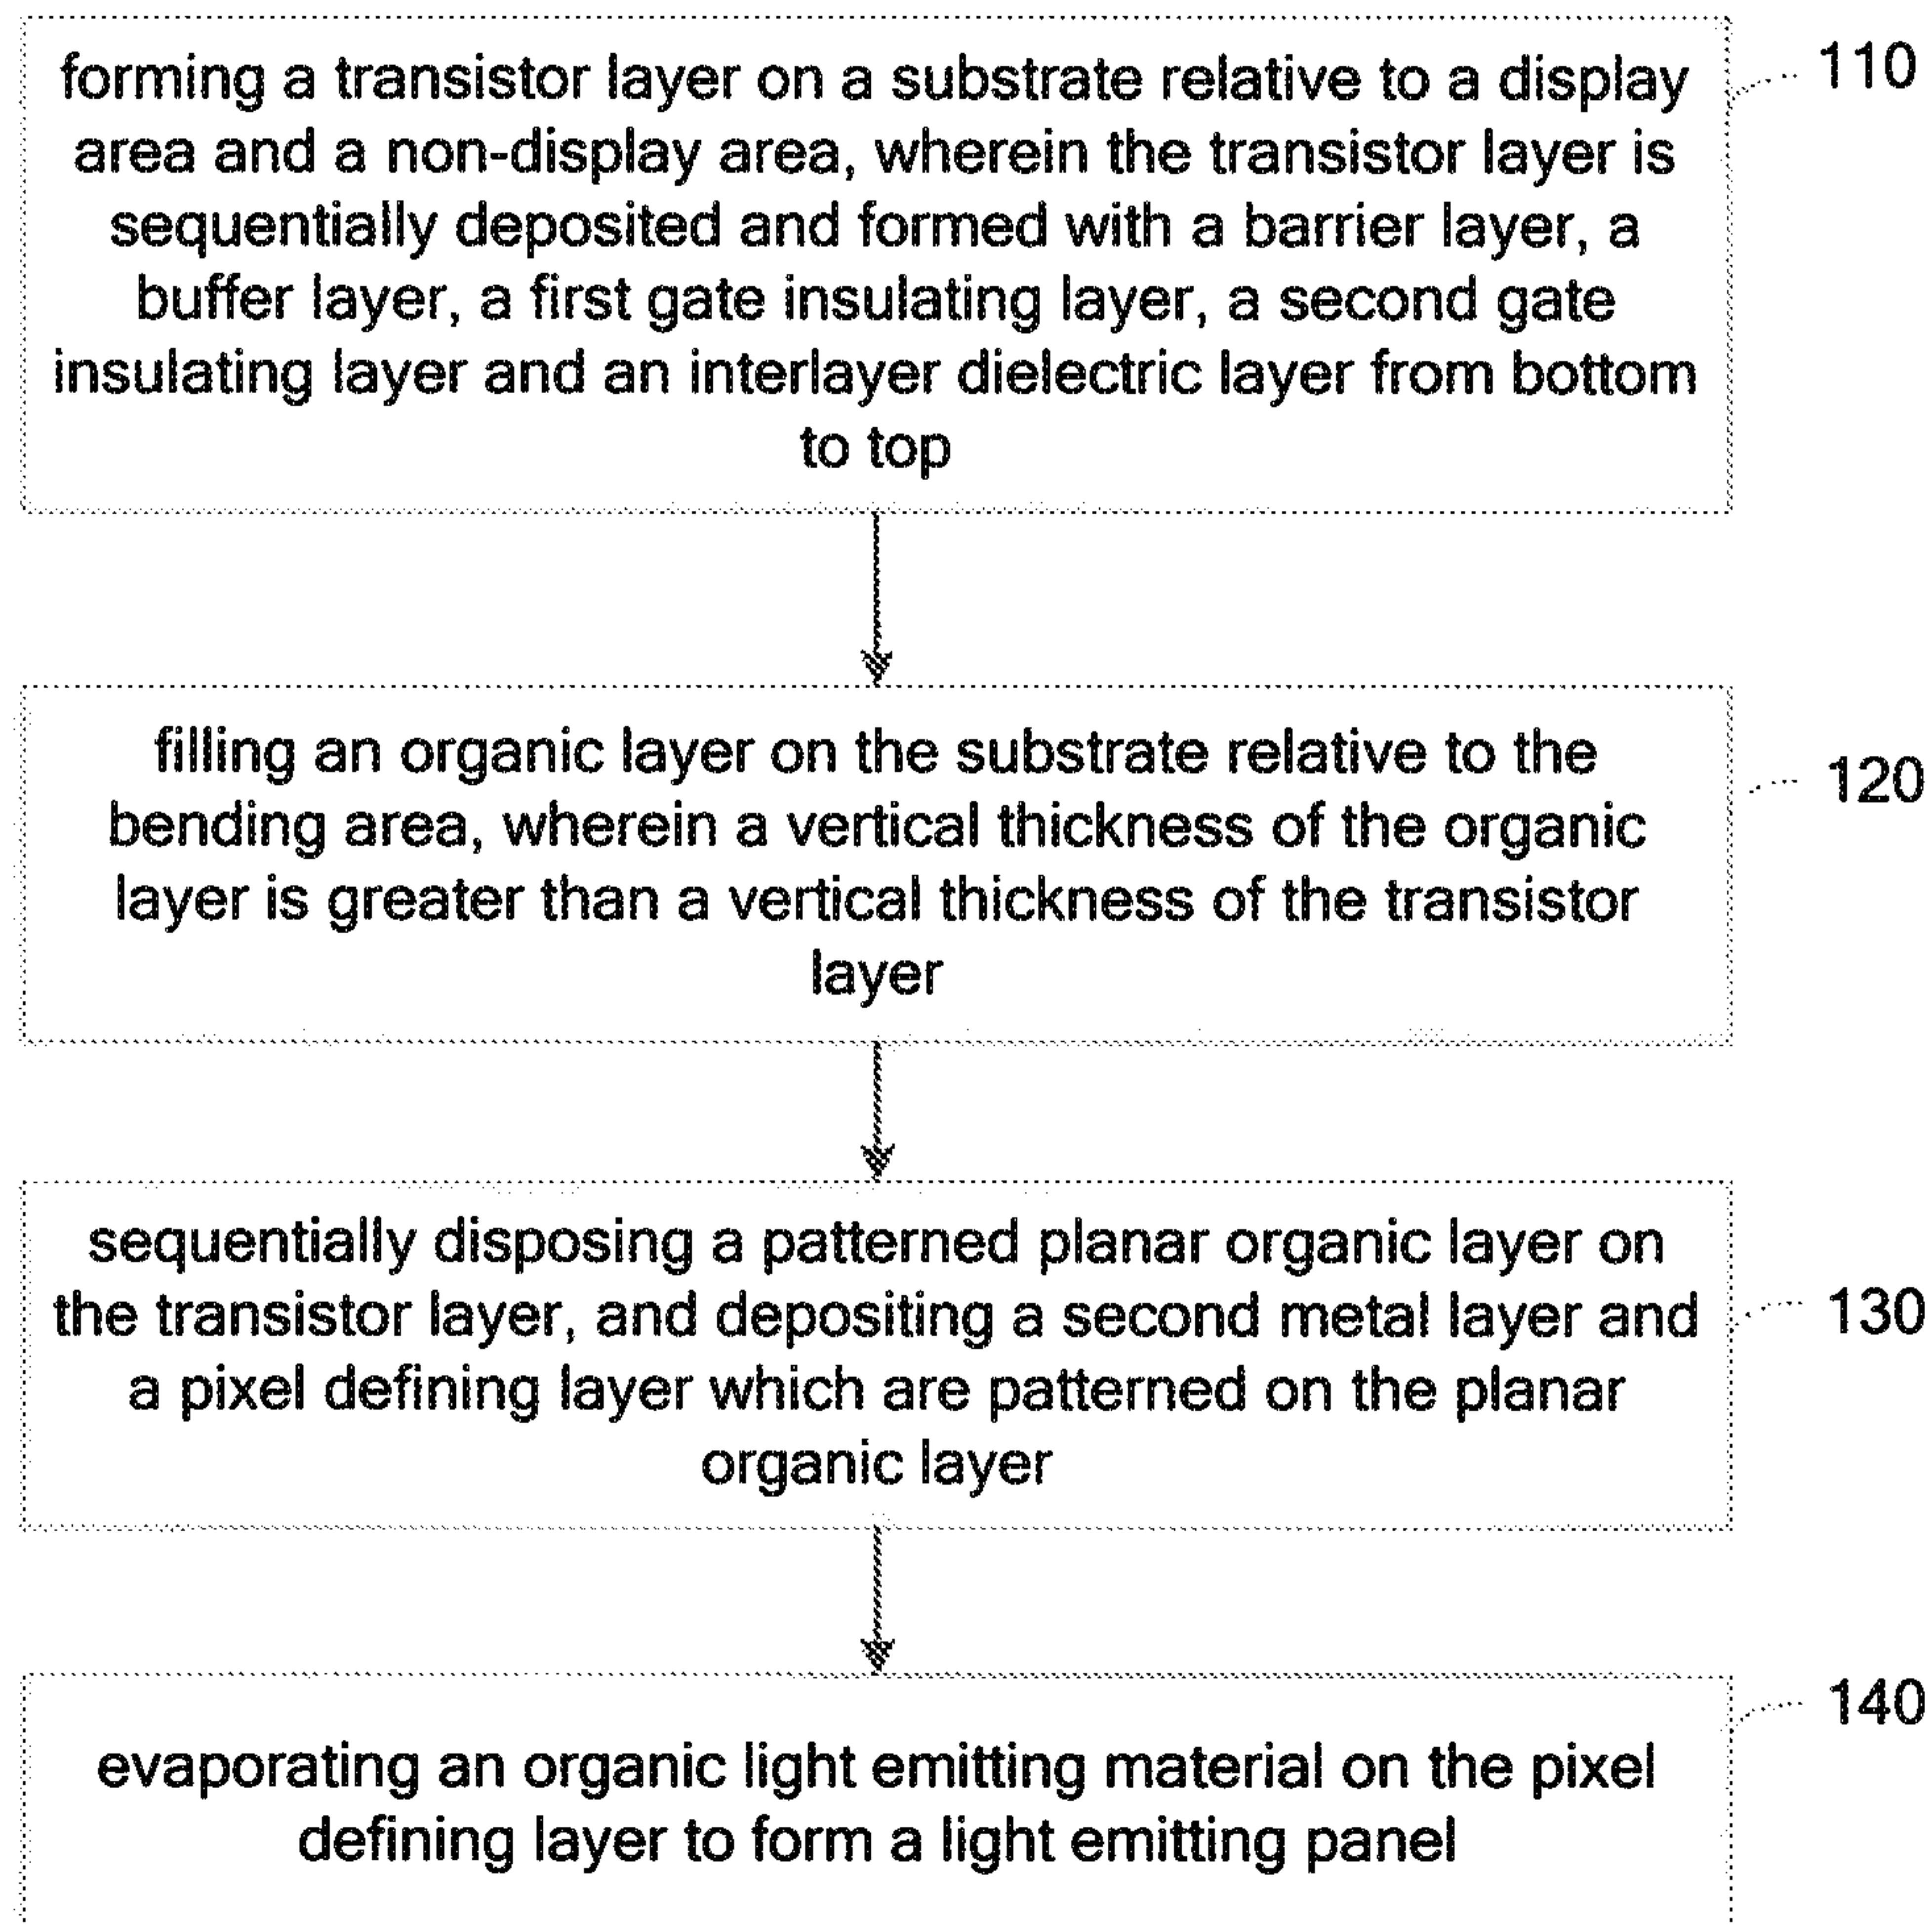 forming a transistor layer on a substrate relative to a display
110
area and a non-display area, wherein the transistor layer is
sequentially deposited and formed with a barrier layer, a
buffer layer, a first gate insulating layer, a second gate
insulating layer and an interlayer dielectric layer from bottom
to top
filling an organic layer on the substrate relative to the
120
bending area, wherein a vertical thickness of the organic
layer is greater than a vertical thickness of the transistor
layer
sequentially disposing a patterned planar organic layer on
the transistor layer, and depositing a second metal layer and
130
a pixel defining layer which are patterned on the planar
organic layer
140
evaporating an organic light emitting material on the pixel
defining layer to form a light emitting panel